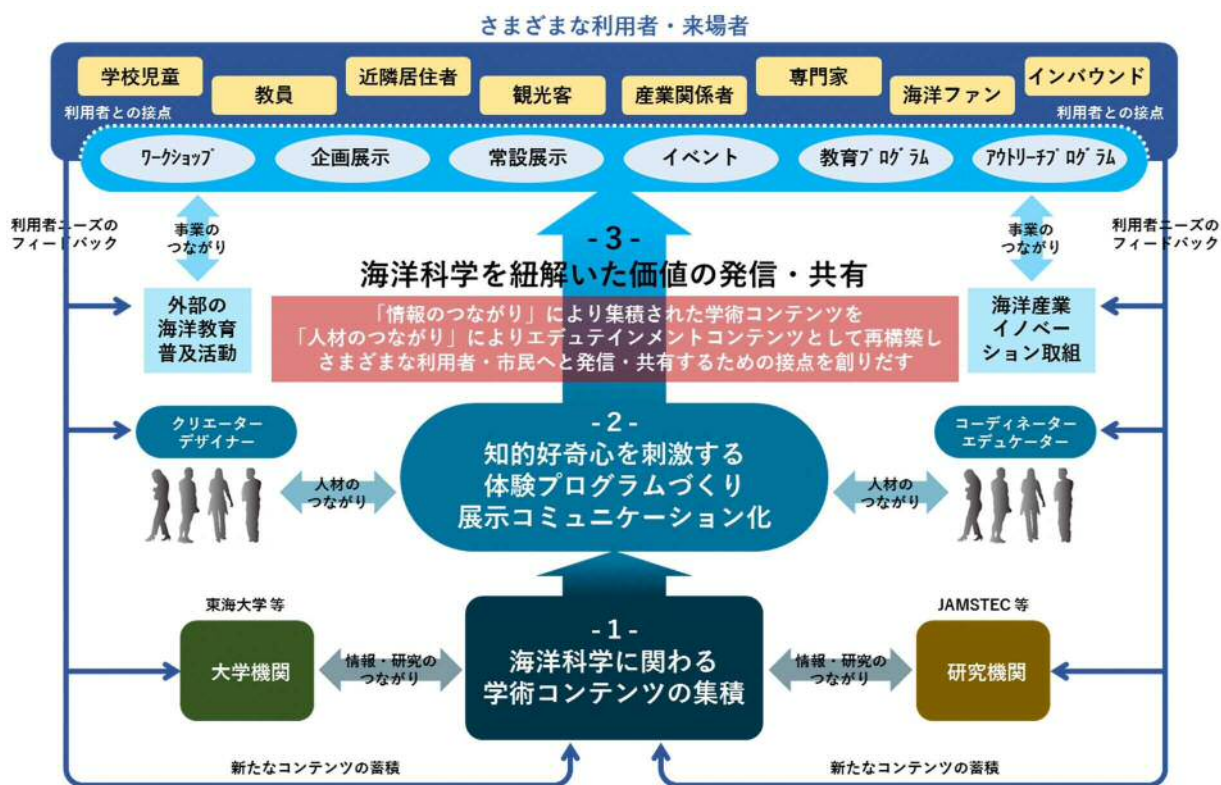 さまざまな利用者・来場者
学校児童
教員
近隣居住者
観光客
産業関係者
専門家
海洋ファン
インバウンド
利用者との接点
利用者との接点
ﾜｰｸｼｮｯﾌﾟ
企画展示
常設展示
イベント
教育ﾌﾟﾛｸﾞﾗﾑ
ｱｳﾄﾘｰﾁﾌﾟﾛｸﾞﾗﾑ
利用者ニーズの
フィードバック
事業の
つながり
- 3 -
海洋科学を紐解いた価値の発信・共有
事業の
つながり
利用者ニーズの
フィードバック
外部の
海洋教育
普及活動
「情報のつながり」により集積された学術コンテンツを
「人材のつながり」によりエデュテインメントコンテンツとして再構築し
さまざまな利用者・市民へと発信・共有するための接点を創りだす
海洋産業
イノベー
ション取組
クリエーター
デザイナー
人材の
つながり
- 2 -
知的好奇心を刺激する
体験プログラムづくり
展示コミュニケーション化
人材の
つながり
コーディネーター
エデュケーター
東海大学 等
大学機関
情報・研究の
つながり
- 1 -
海洋科学に関わる
学術コンテンツの集積
情報・研究の
つながり
JAMSTEC 等
研究機関
新たなコンテンツの蓄積
新たなコンテンツの蓄積